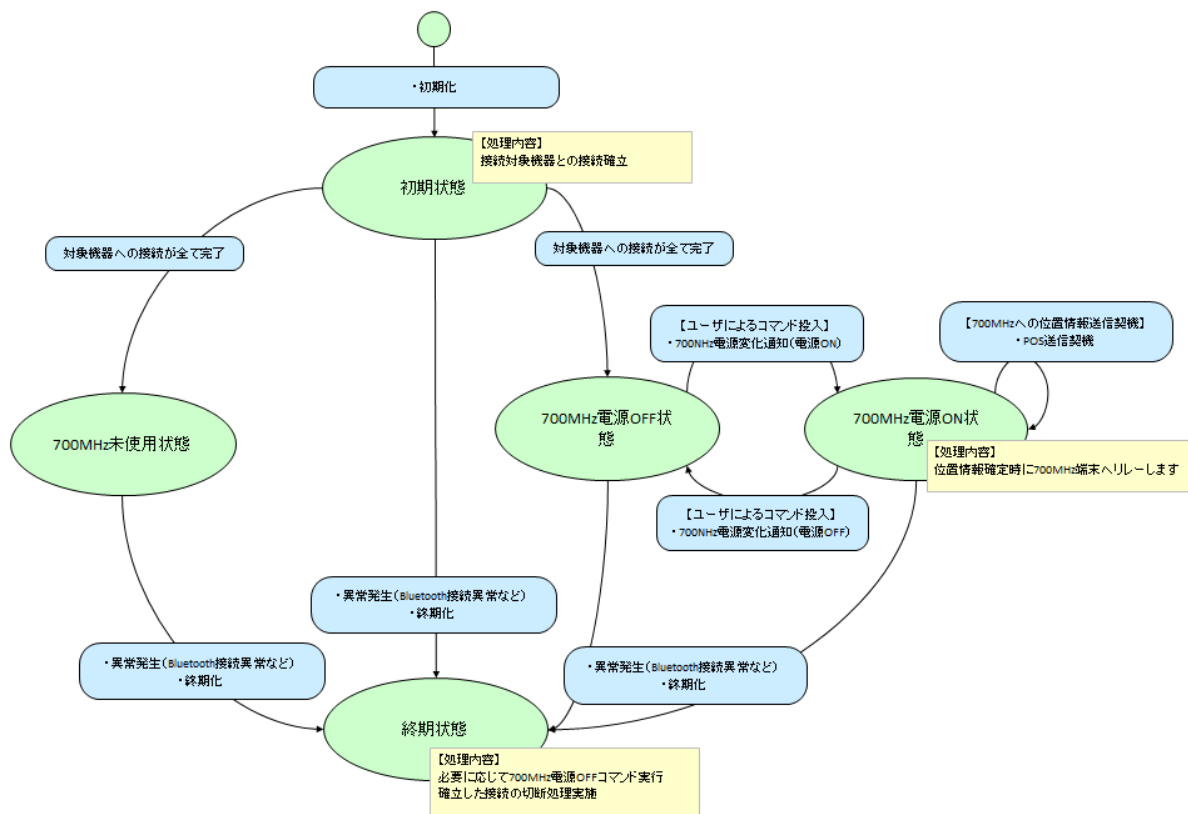 ・初期化
【処理内容】
接続対象機器との接続確立
初期状態
対象機器への接続が全て完了
対象機器への接続が全て完了
【ユーザによるコマンド投入】
・700NHz電源変化通知(電源ON)
【700MHzへの位置情報送信契機】
・POS送信契機
700MHz未使用状態
700MHz電源OFF状
態
700MHz電源ON状
態
【処理内容】
位置情報確定時に700MHz端末へリレーします
【ユーザによるコマンド投入】
・700NHz電源変化通知(電源OFF)
・異常発生(Bluetooth接続異常など)
・終期化
・異常発生(Bluetooth接続異常など)
・終期化
・異常発生(Bluetooth接続異常など)
・終期化
終期状態
【処理内容】
必要に応じて700MHz電源OFFコマンド実行
確立した接続の切断処理実施